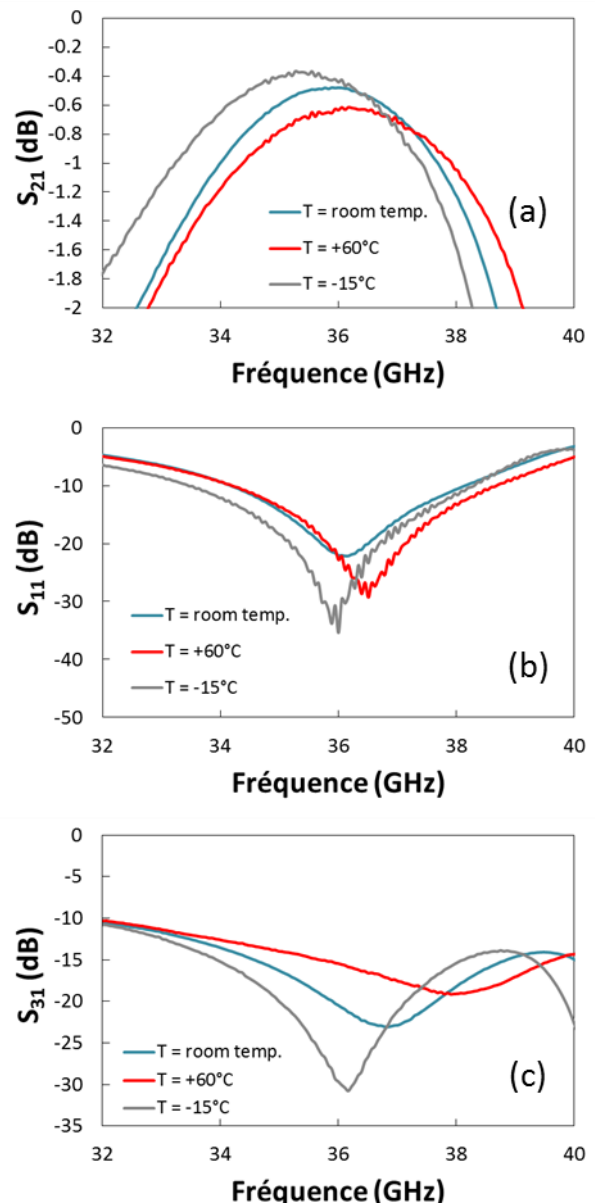 0
-0.2
-0.4
-0.6
-0.8
-1
-1.2
-1.4
-1.6
-1.8
-2
S21 (dB)
(a)
T = room temp.
T = +60°C
T = -15°C
32 34 36 38 40
Fréquence (GHz)
0
-10
-20
-30
-40
-50
S11 (dB)
T = room temp.
T = +60°C
T = -15°C
(b)
32 34 36 38 40
Fréquence (GHz)
0
-5
-10
-15
-20
-25
-30
-35
S31 (dB)
T = room temp.
T = +60°C
T = -15°C
(c)
32 34 36 38 40
Fréquence (GHz)